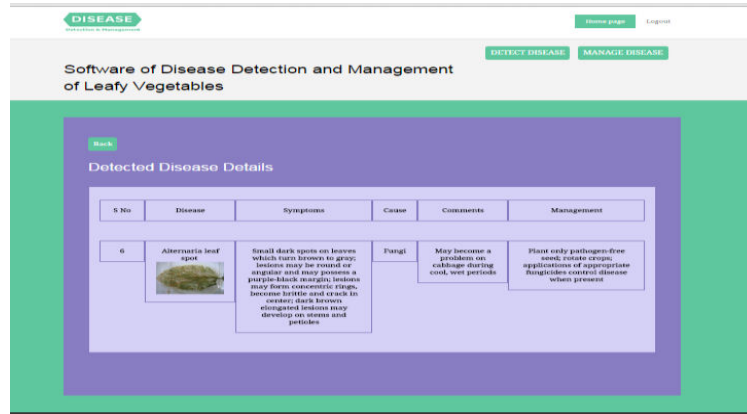 DISEASE
Detection & Management
Home page
Logout
DETECT DISEASE
MANAGE DISEASE
Software of Disease Detection and Management
of Leafy Vegetables
Back
Detected Disease Details
S No
Disease
Symptoms
Cause
Comments
Management
6
Alternaria leaf
spot
Small dark spots on leaves
which turn brown to gray;
lesions may be round or
angular and may possess a
purple-black margin; lesions
may form concentric rings,
become brittle and crack in
center; dark brown
elongated lesions may
develop on stems and
petioles
Fungi
May become a
problem on
cabbage during
cool, wet periods
Plant only pathogen-free
seed; rotate crops;
applications of appropriate
fungicides control disease
when present